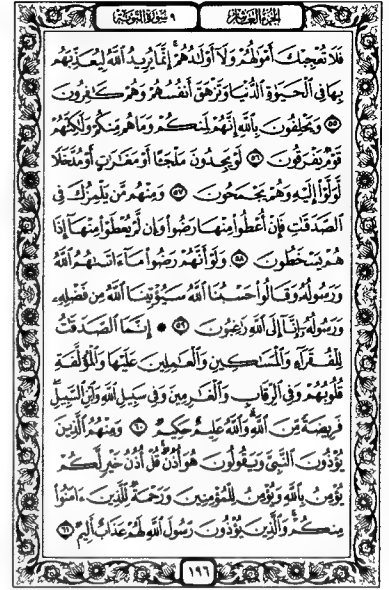 الجزء العاشر
٩ سورة التوبة
فَلَا تُعْجِبْكَ أَمْوَٰلُهُمْ وَلَآ أَوْلَٰدُهُمْ ۚ إِنَّمَا يُرِيدُ ٱللَّهُ لِيُعَذِّبَهُم
بِهَا فِى ٱلْحَيَوٰةِ ٱلدُّنْيَا وَتَزْهَقَ أَنفُسُهُمْ وَهُمْ كَٰفِرُونَ
٥٥ وَيَحْلِفُونَ بِٱللَّهِ إِنَّهُمْ لَمِنكُمْ وَمَا هُم مِّنكُمْ وَلَٰكِنَّهُمْ
قَوْمٌ يَفْرَقُونَ ٥٦ لَوْ يَجِدُونَ مَلْجَـًٔا أَوْ مَغَٰرَٰتٍ أَوْ مُدَّخَلًا
لَّوَلَّوْا۟ إِلَيْهِ وَهُمْ يَجْمَحُونَ ٥٧ وَمِنْهُم مَّن يَلْمِزُكَ فِى
ٱلصَّدَقَٰتِ فَإِنْ أُعْطُوا۟ مِنْهَا رَضُوا۟ وَإِن لَّمْ يُعْطَوْا۟ مِنْهَآ إِذَا
هُمْ يَسْخَطُونَ ٥٨ وَلَوْ أَنَّهُمْ رَضُوا۟ مَآ ءَاتَىٰهُمُ ٱللَّهُ
وَرَسُولُهُۥ وَقَالُوا۟ حَسْبُنَا ٱللَّهُ سَيُؤْتِينَا ٱللَّهُ مِن فَضْلِهِۦ
وَرَسُولُهُۥٓ إِنَّآ إِلَى ٱللَّهِ رَٰغِبُونَ ٥٩ * إِنَّمَا ٱلصَّدَقَٰتُ
لِلْفُقَرَآءِ وَٱلْمَسَٰكِينِ وَٱلْعَٰمِلِينَ عَلَيْهَا وَٱلْمُؤَلَّفَةِ
قُلُوبُهُمْ وَفِى ٱلرِّقَابِ وَٱلْغَٰرِمِينَ وَفِى سَبِيلِ ٱللَّهِ وَٱبْنِ ٱلسَّبِيلِ ۖ
فَرِيضَةً مِّنَ ٱللَّهِ ۗ وَٱللَّهُ عَلِيمٌ حَكِيمٌ ٦٠ وَمِنْهُمُ ٱلَّذِينَ
يُؤْذُونَ ٱلنَّبِىَّ وَيَقُولُونَ هُوَ أُذُنٌ ۚ قُلْ أُذُنُ خَيْرٍ لَّكُمْ
يُؤْمِنُ بِٱللَّهِ وَيُؤْمِنُ لِلْمُؤْمِنِينَ وَرَحْمَةٌ لِّلَّذِينَ ءَامَنُوا۟
مِنكُمْ ۚ وَٱلَّذِينَ يُؤْذُونَ رَسُولَ ٱللَّهِ لَهُمْ عَذَابٌ أَلِيمٌ ٦١
١٩٦